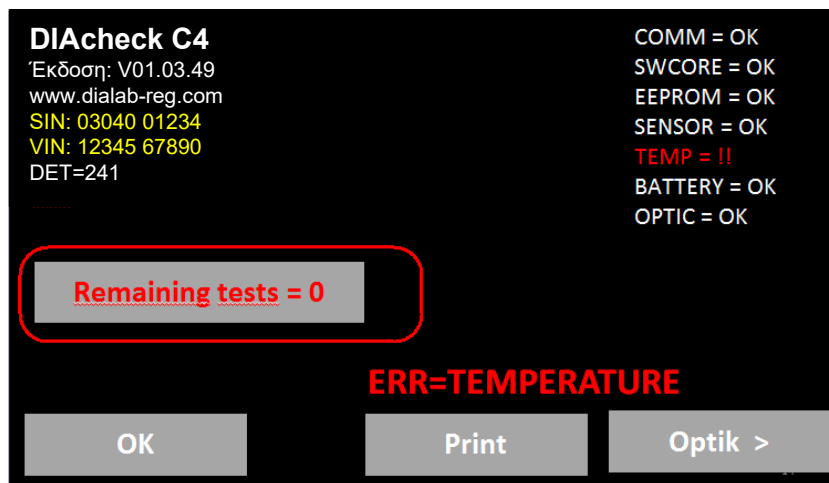 DIAcheck C4
Έκδοση: V01.03.49
www.dialab-reg.com
SIN: 03040 01234
VIN: 12345 67890
DET=241
COMM = OK
SWCORE = OK
EEPROM = OK
SENSOR = OK
TEMP = !!
BATTERY = OK
OPTIC = OK
Remaining tests = 0
ERR=TEMPERATURE
OK
Print
Optik >